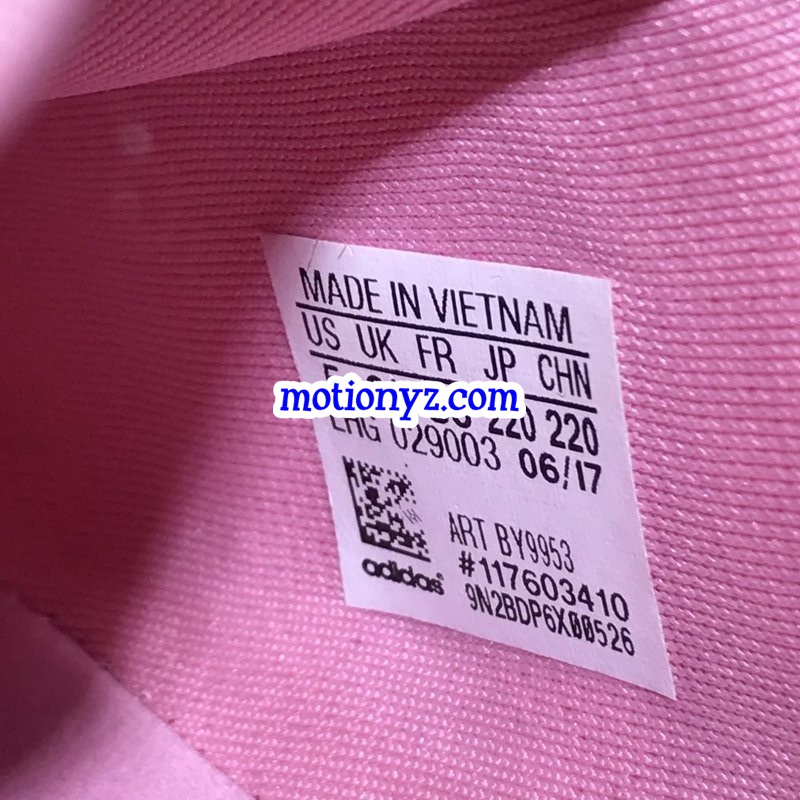 MADE IN VIETNAM
US UK FR JP CHN
motionyz.com
220 220
029003 06/17
ART BY9953
#117603410
adidas
9N2BDP6X00526